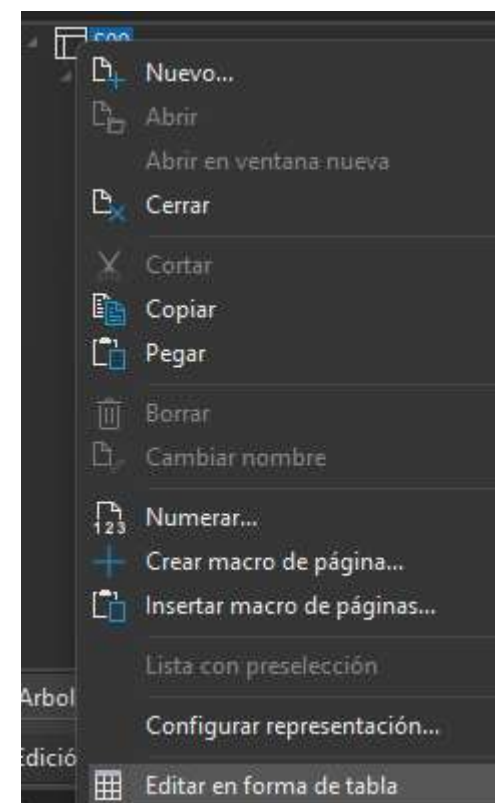 Nuevo...
Abrir
Abrir en ventana nueva
Cerrar
Cortar
Copiar
Pegar
Borrar
Cambiar nombre
123
Numerar...
Crear macro de página...
Insertar macro de páginas...
Lista con preselección
Arbol
Configurar representación...
Edició
Editar en forma de tabla